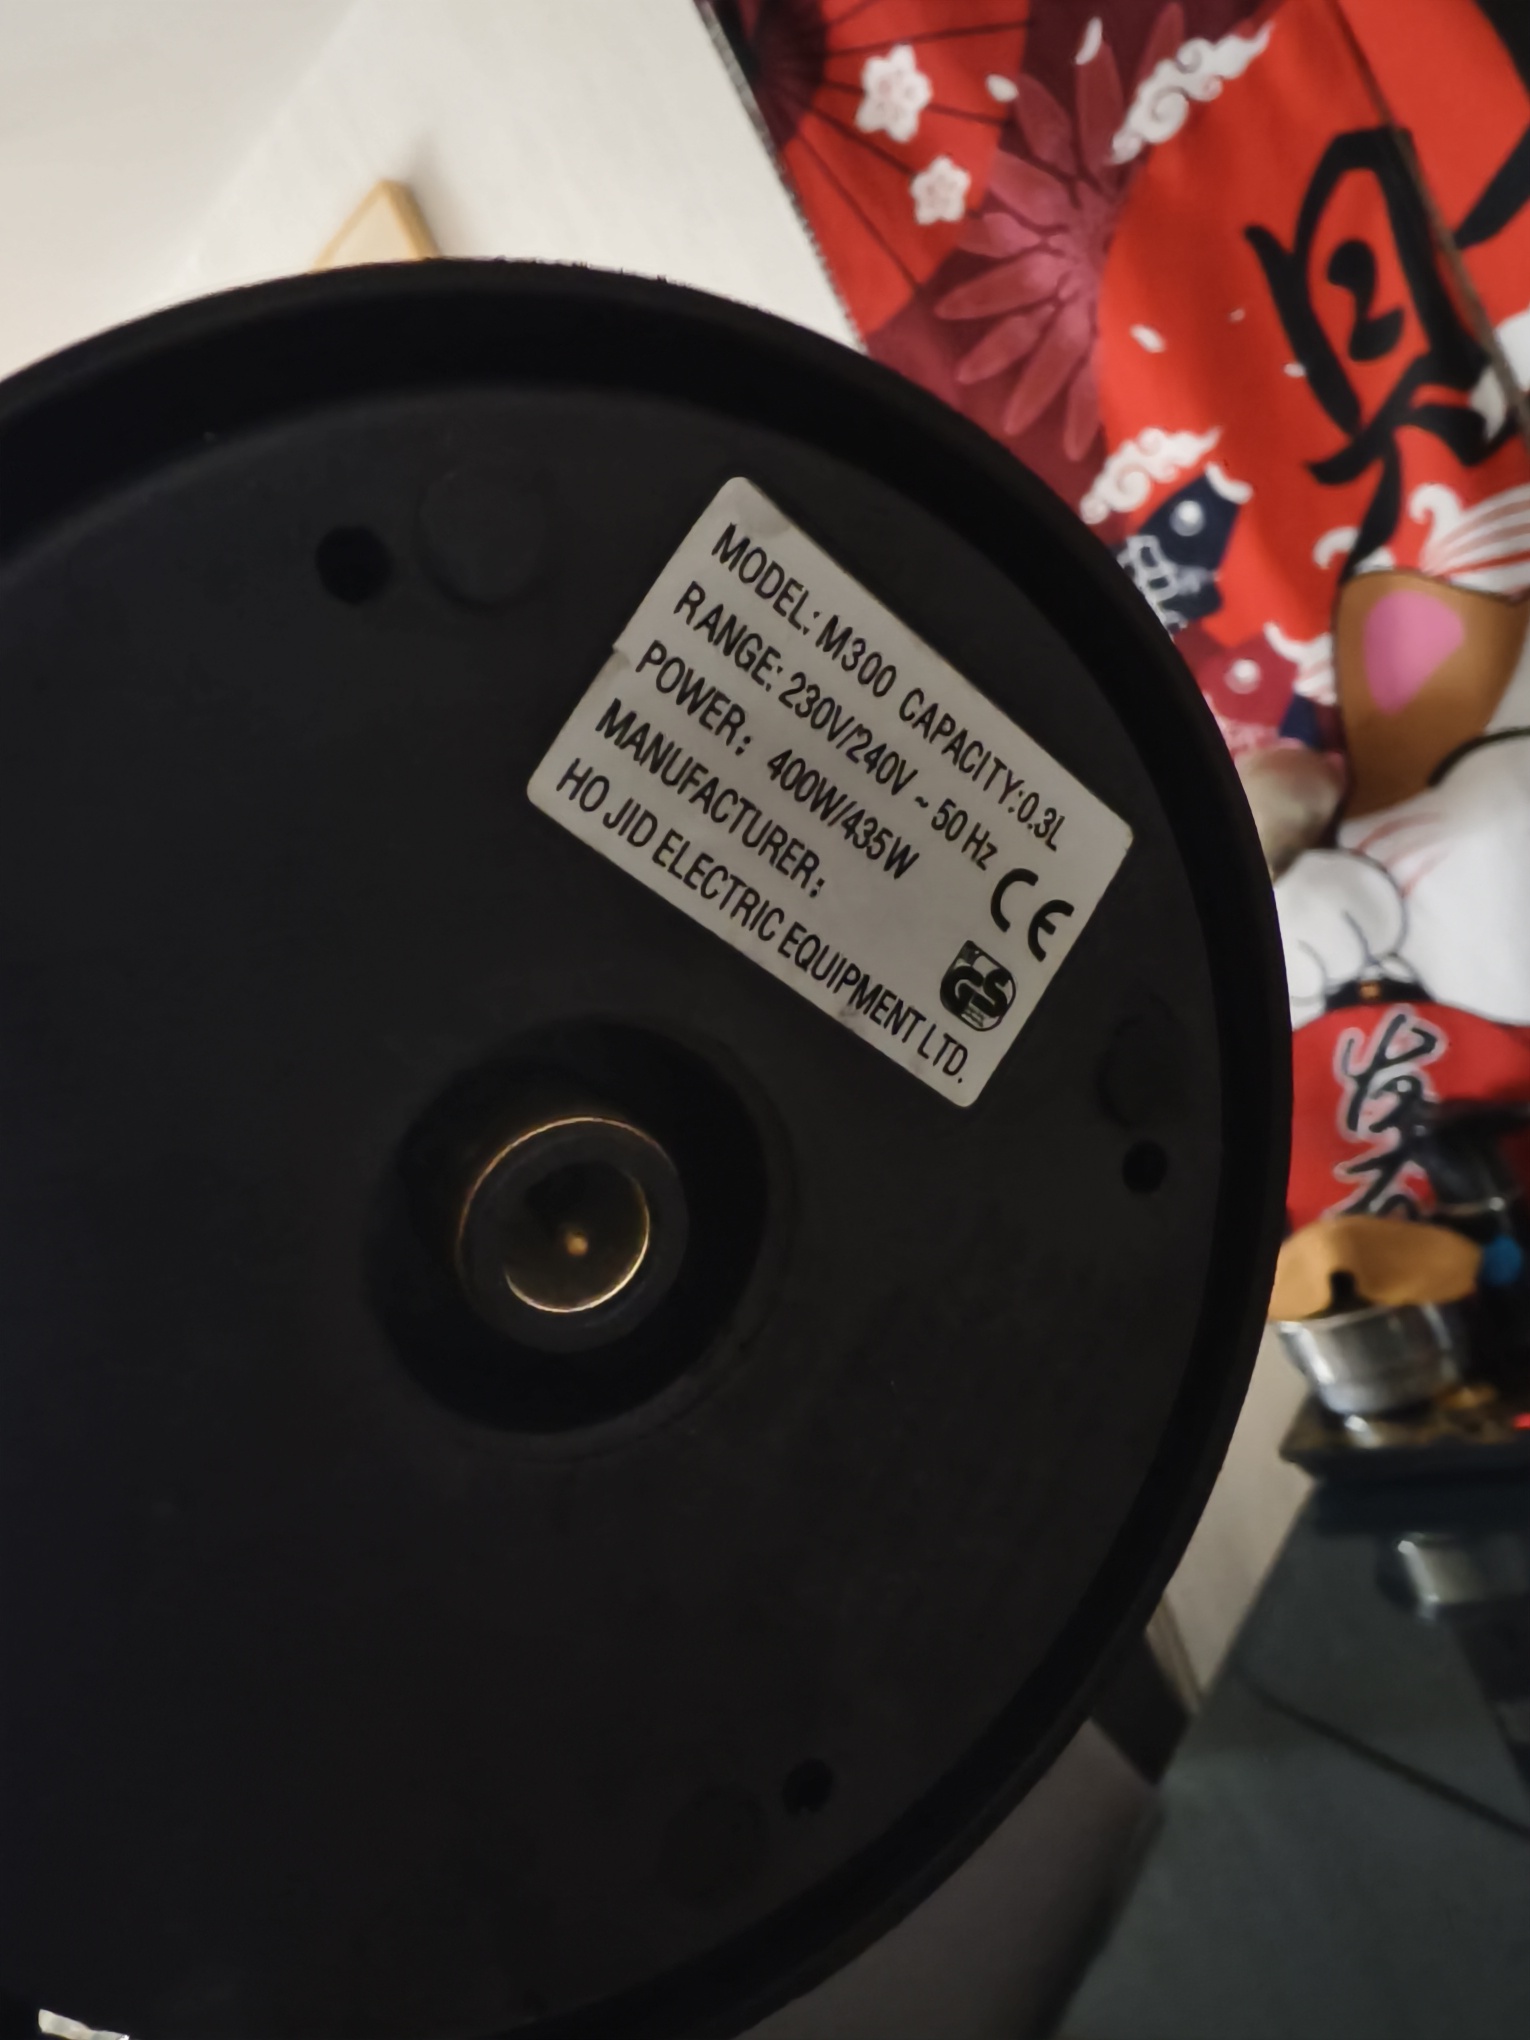 MODEL: M300 CAPACITY:0.3L
RANGE: 230V/240V ~ 50 Hz
POWER: 400W/435W
MANUFACTURER:
HO JID ELECTRIC EQUIPMENT LTD.
CE
GS